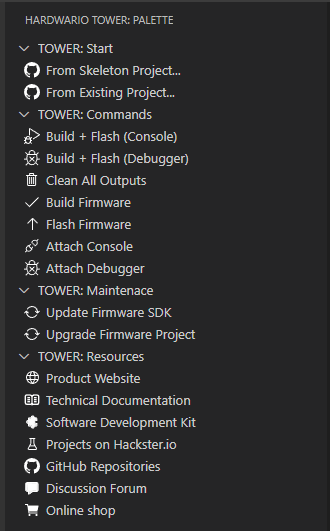 HARDWARIO TOWER: PALETTE
TOWER: Start
From Skeleton Project...
From Existing Project...
TOWER: Commands
Build + Flash (Console)
Build + Flash (Debugger)
Clean All Outputs
Build Firmware
Flash Firmware
Attach Console
Attach Debugger
TOWER: Maintenace
Update Firmware SDK
Upgrade Firmware Project
TOWER: Resources
Product Website
Technical Documentation
Software Development Kit
Projects on Hackster.io
GitHub Repositories
Discussion Forum
Online shop